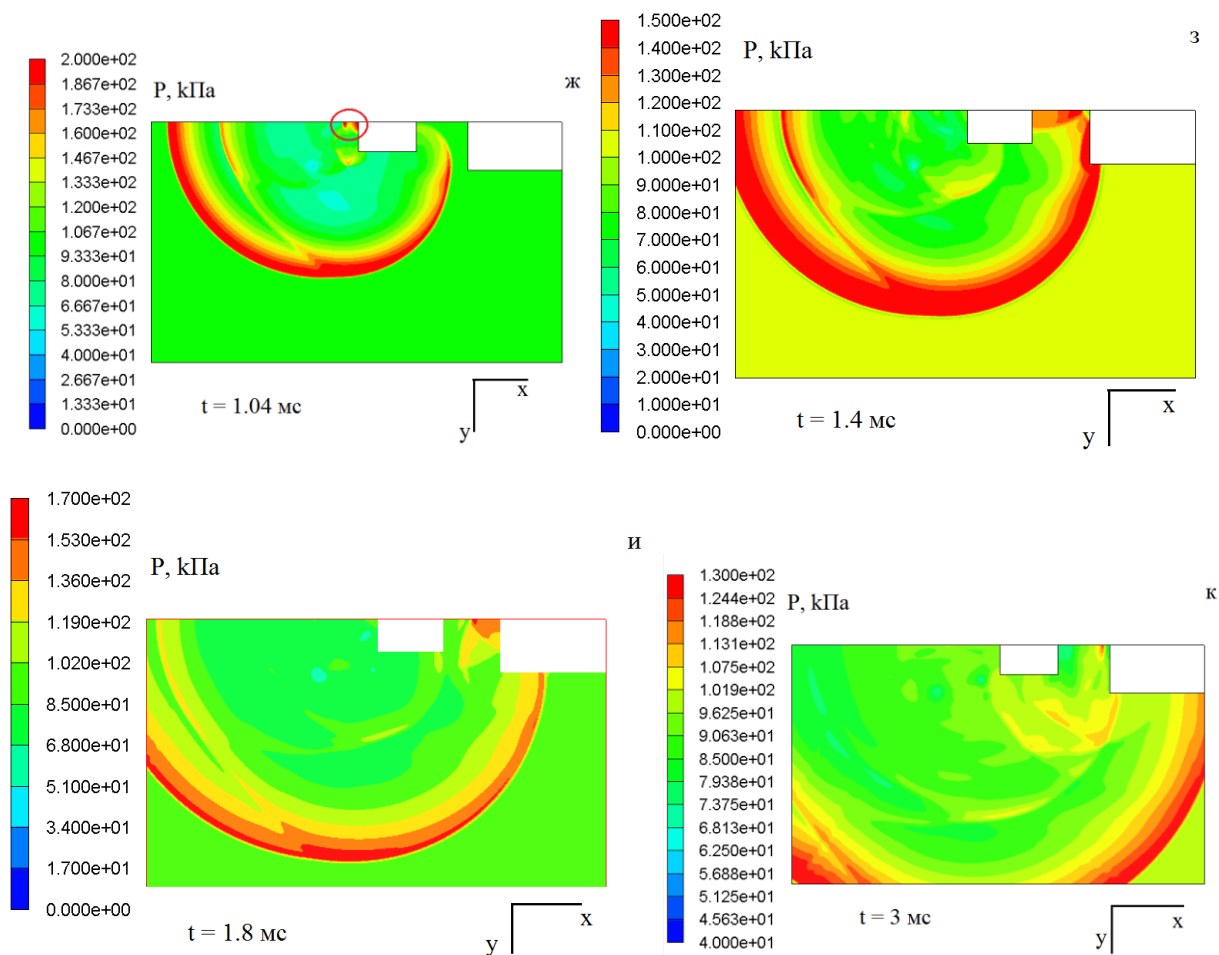 ж
P, kПа
2.000e+02
1.867e+02
1.733e+02
1.600e+02
1.467e+02
1.333e+02
1.200e+02
1.067e+02
9.333e+01
8.000e+01
6.667e+01
5.333e+01
4.000e+01
2.667e+01
1.333e+01
0.000e+00
t = 1.04 мс
x
y
з
P, kПа
1.500e+02
1.400e+02
1.300e+02
1.200e+02
1.100e+02
1.000e+02
9.000e+01
8.000e+01
7.000e+01
6.000e+01
5.000e+01
4.000e+01
3.000e+01
2.000e+01
1.000e+01
0.000e+00
t = 1.4 мс
x
y
и
P, kПа
1.700e+02
1.530e+02
1.360e+02
1.190e+02
1.020e+02
8.500e+01
6.800e+01
5.100e+01
3.400e+01
1.700e+01
0.000e+00
t = 1.8 мс
x
y
к
P, kПа
1.300e+02
1.244e+02
1.188e+02
1.131e+02
1.075e+02
1.019e+02
9.625e+01
9.063e+01
8.500e+01
7.938e+01
7.375e+01
6.813e+01
6.250e+01
5.688e+01
5.125e+01
4.563e+01
4.000e+01
t = 3 мс
x
y